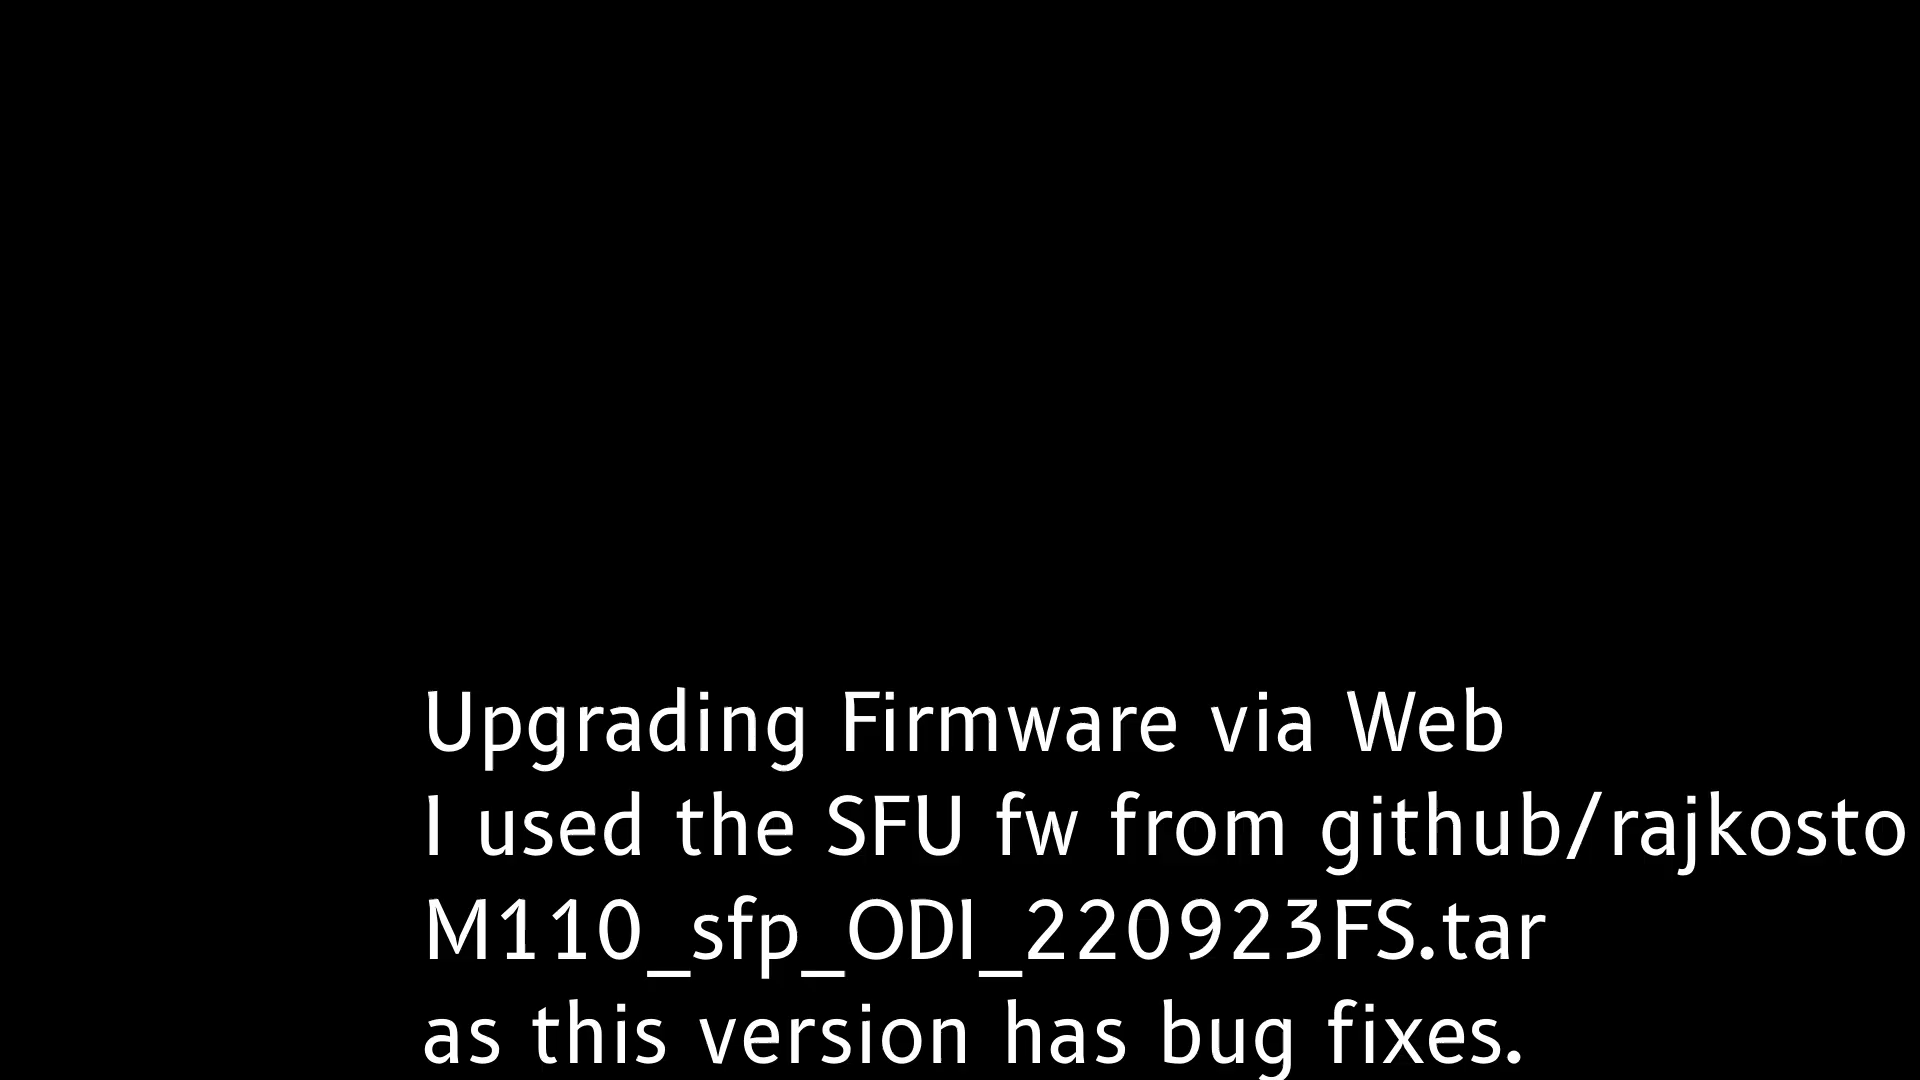 Upgrading Firmware via Web
I used the SFU fw from github/rajkosto
M110_sfp_ODI_220923FS.tar
as this version has bug fixes.